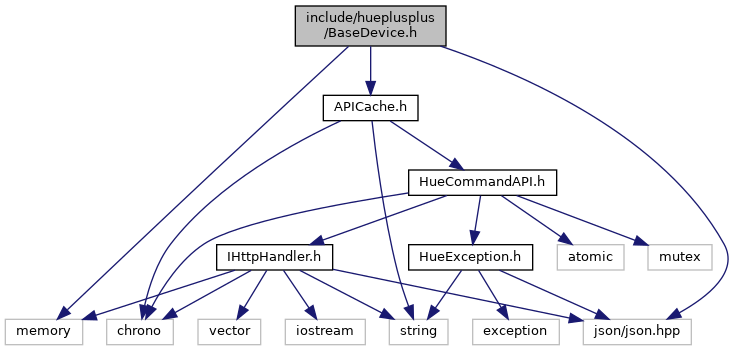 include/hueplusplus
/BaseDevice.h
APICache.h
HueCommandAPI.h
IHttpHandler.h
HueException.h
atomic
mutex
memory
chrono
vector
iostream
string
exception
json/json.hpp